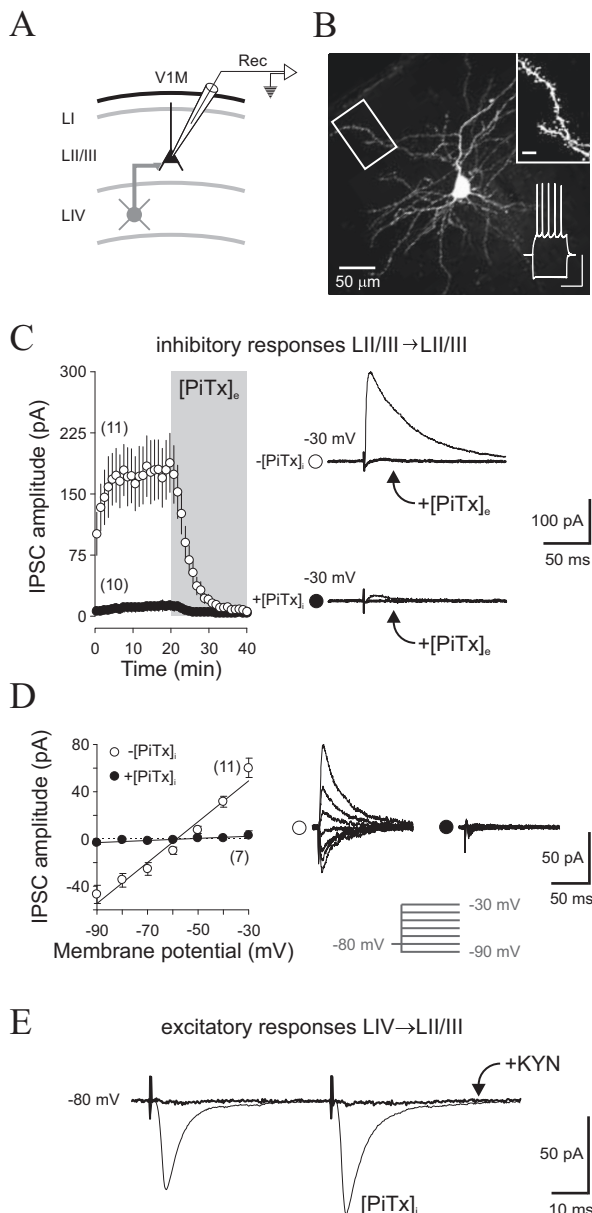 A
V1M
Rec
LI
LII/III
LIV
B
50 μm
C
inhibitory responses LII/III→LII/III
IPSC amplitude (pA)
300
225
150
75
0
(11)
(10)
[PiTx]e
0 10 20 30 40
Time (min)
-30 mV
-[PiTx]i
+[PiTx]e
-30 mV
+[PiTx]i
+[PiTx]e
100 pA
50 ms
D
IPSC amplitude (pA)
80
40
0
-40
-[PiTx]i
+[PiTx]i
(11)
(7)
-90 -70 -50 -30
Membrane potential (mV)
50 pA
50 ms
-30 mV
-80 mV
-90 mV
E
excitatory responses LIV→LII/III
+KYN
-80 mV
[PiTx]i
50 pA
10 ms